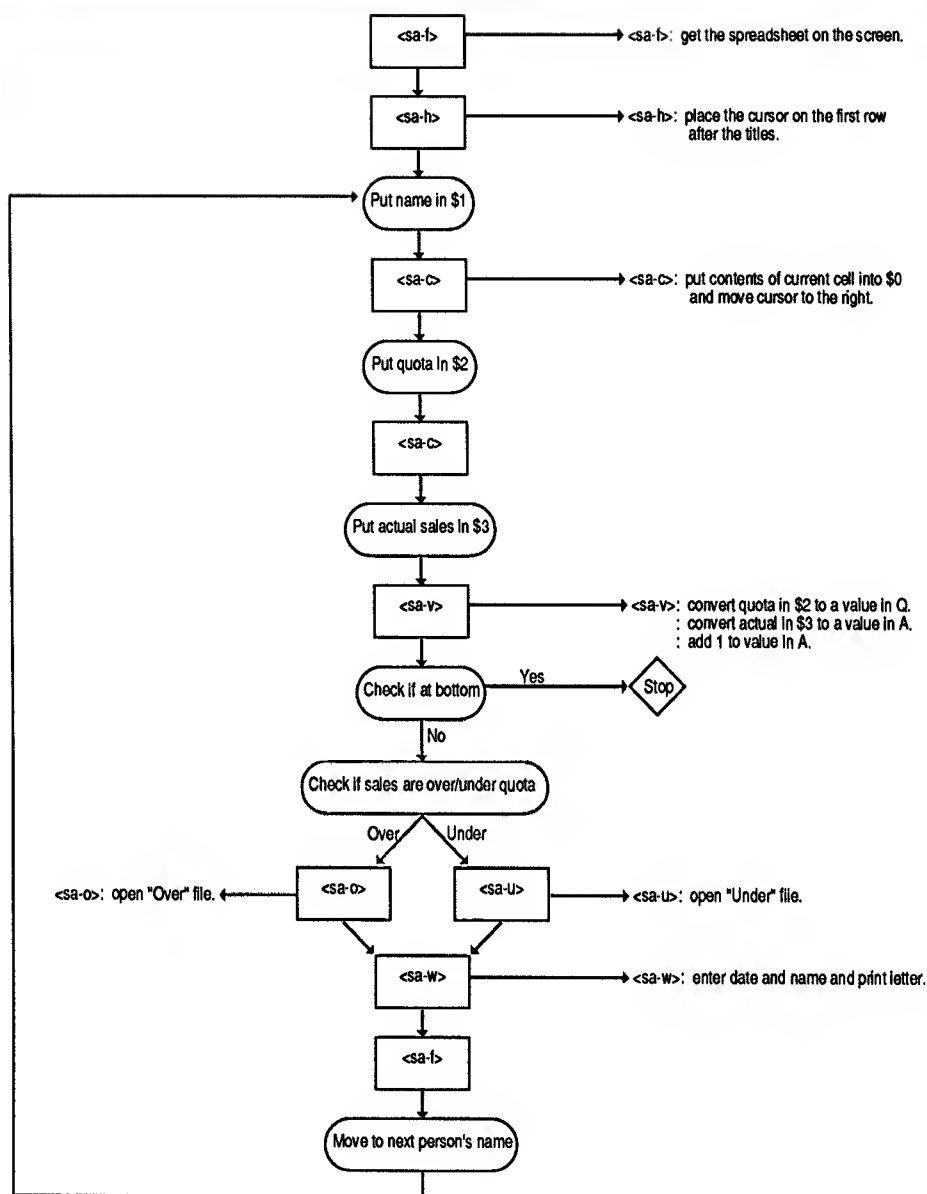 <sa-f>
<sa-f>: get the spreadsheet on the screen.
<sa-h>
<sa-h>: place the cursor on the first row
after the titles.
Put name in $1
<sa-c>
<sa-c>: put contents of current cell into $0
and move cursor to the right.
Put quota in $2
<sa-c>
Put actual sales in $3
<sa-v>
<sa-v>: convert quota in $2 to a value in Q.
: convert actual in $3 to a value in A.
: add 1 to value in A.
Check if at bottom
Yes
Stop
No
Check if sales are over/under quota
Over
Under
<sa-o>: open "Over" file.
<sa-o>
<sa-u>
<sa-u>: open "Under" file.
<sa-w>
<sa-w>: enter date and name and print letter.
<sa-f>
Move to next person's name